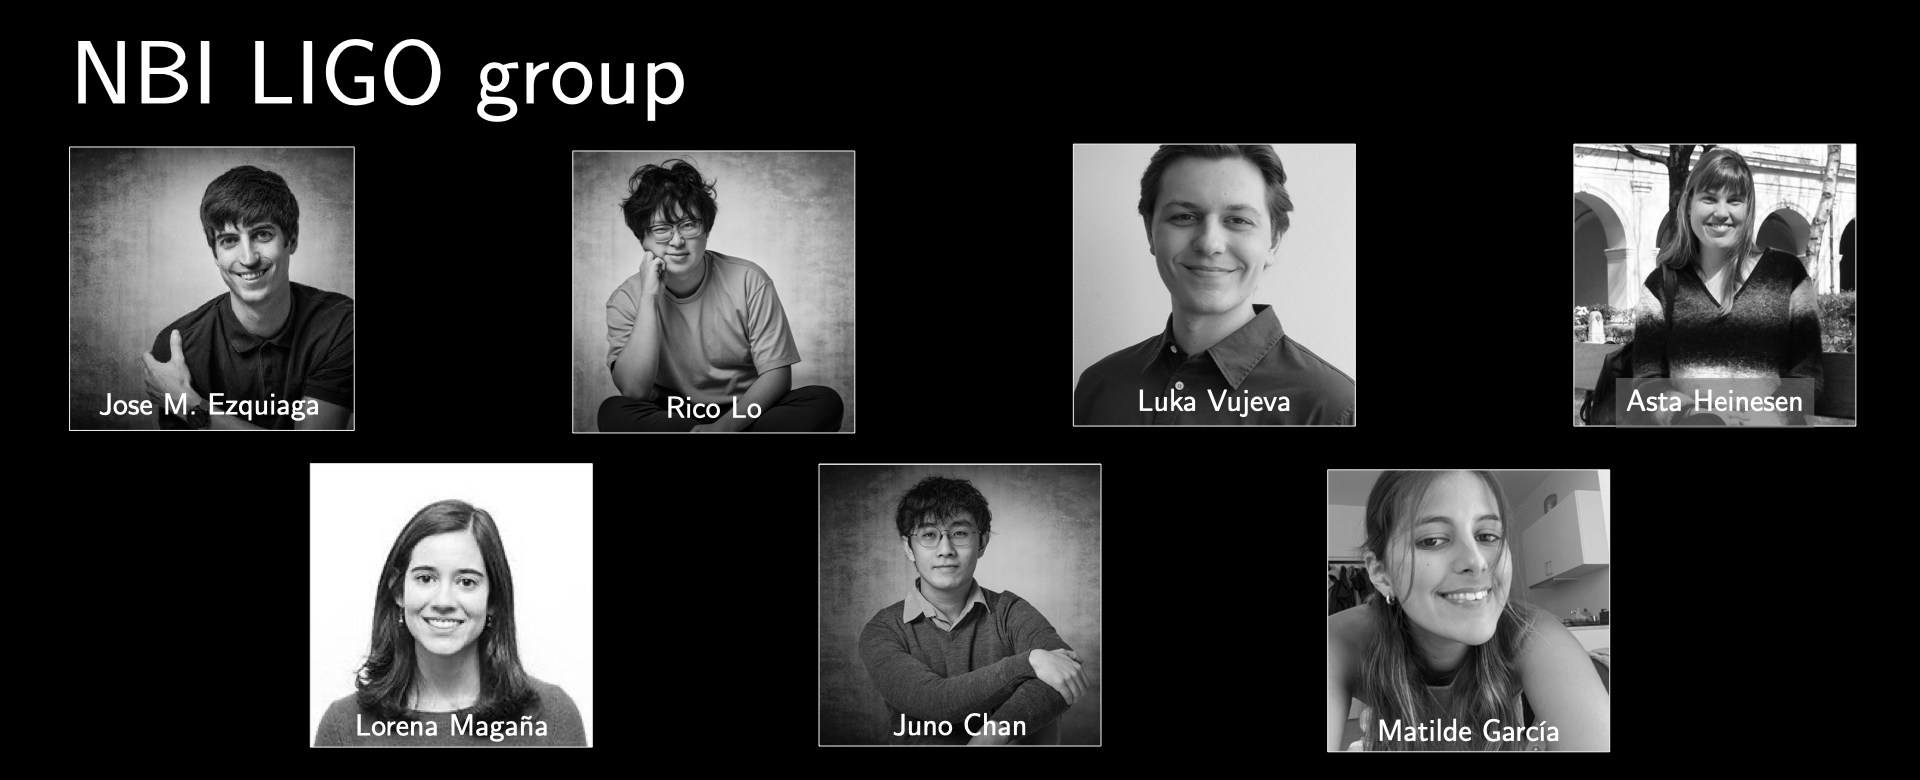 NBI LIGO group
Jose M. Ezquiaga
Rico Lo
Luka Vujeva
Asta Heinesen
Lorena Magaña
Juno Chan
Matilde García